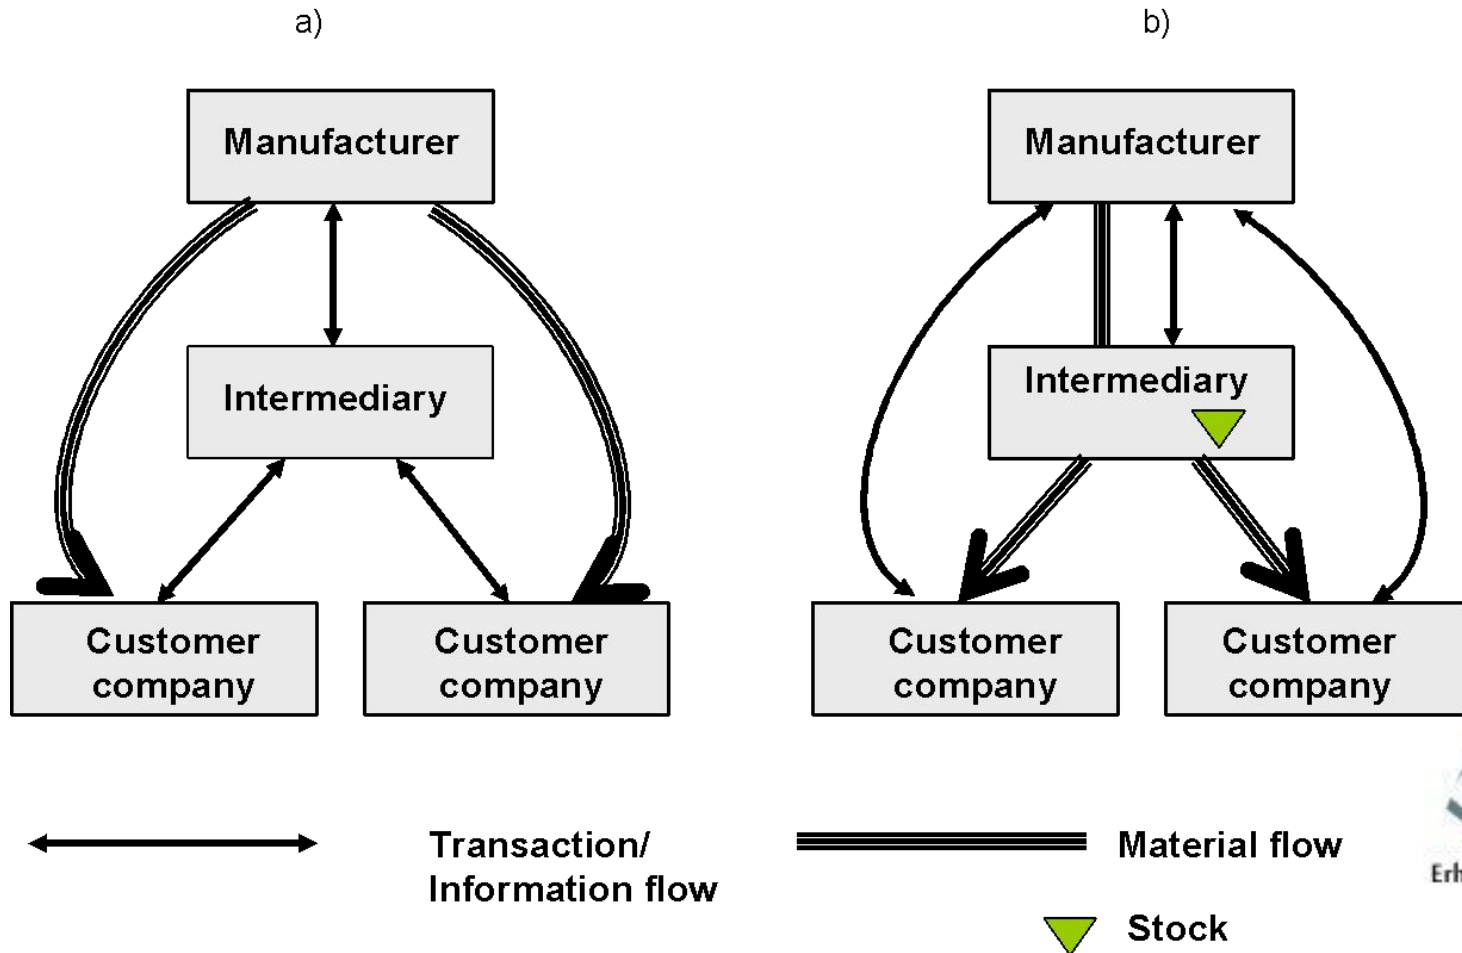 a)
b)
Manufacturer
Manufacturer
Intermediary
Intermediary
Customer
company
Customer
company
Customer
company
Customer
company
Transaction/
Information flow
Material flow
Stock